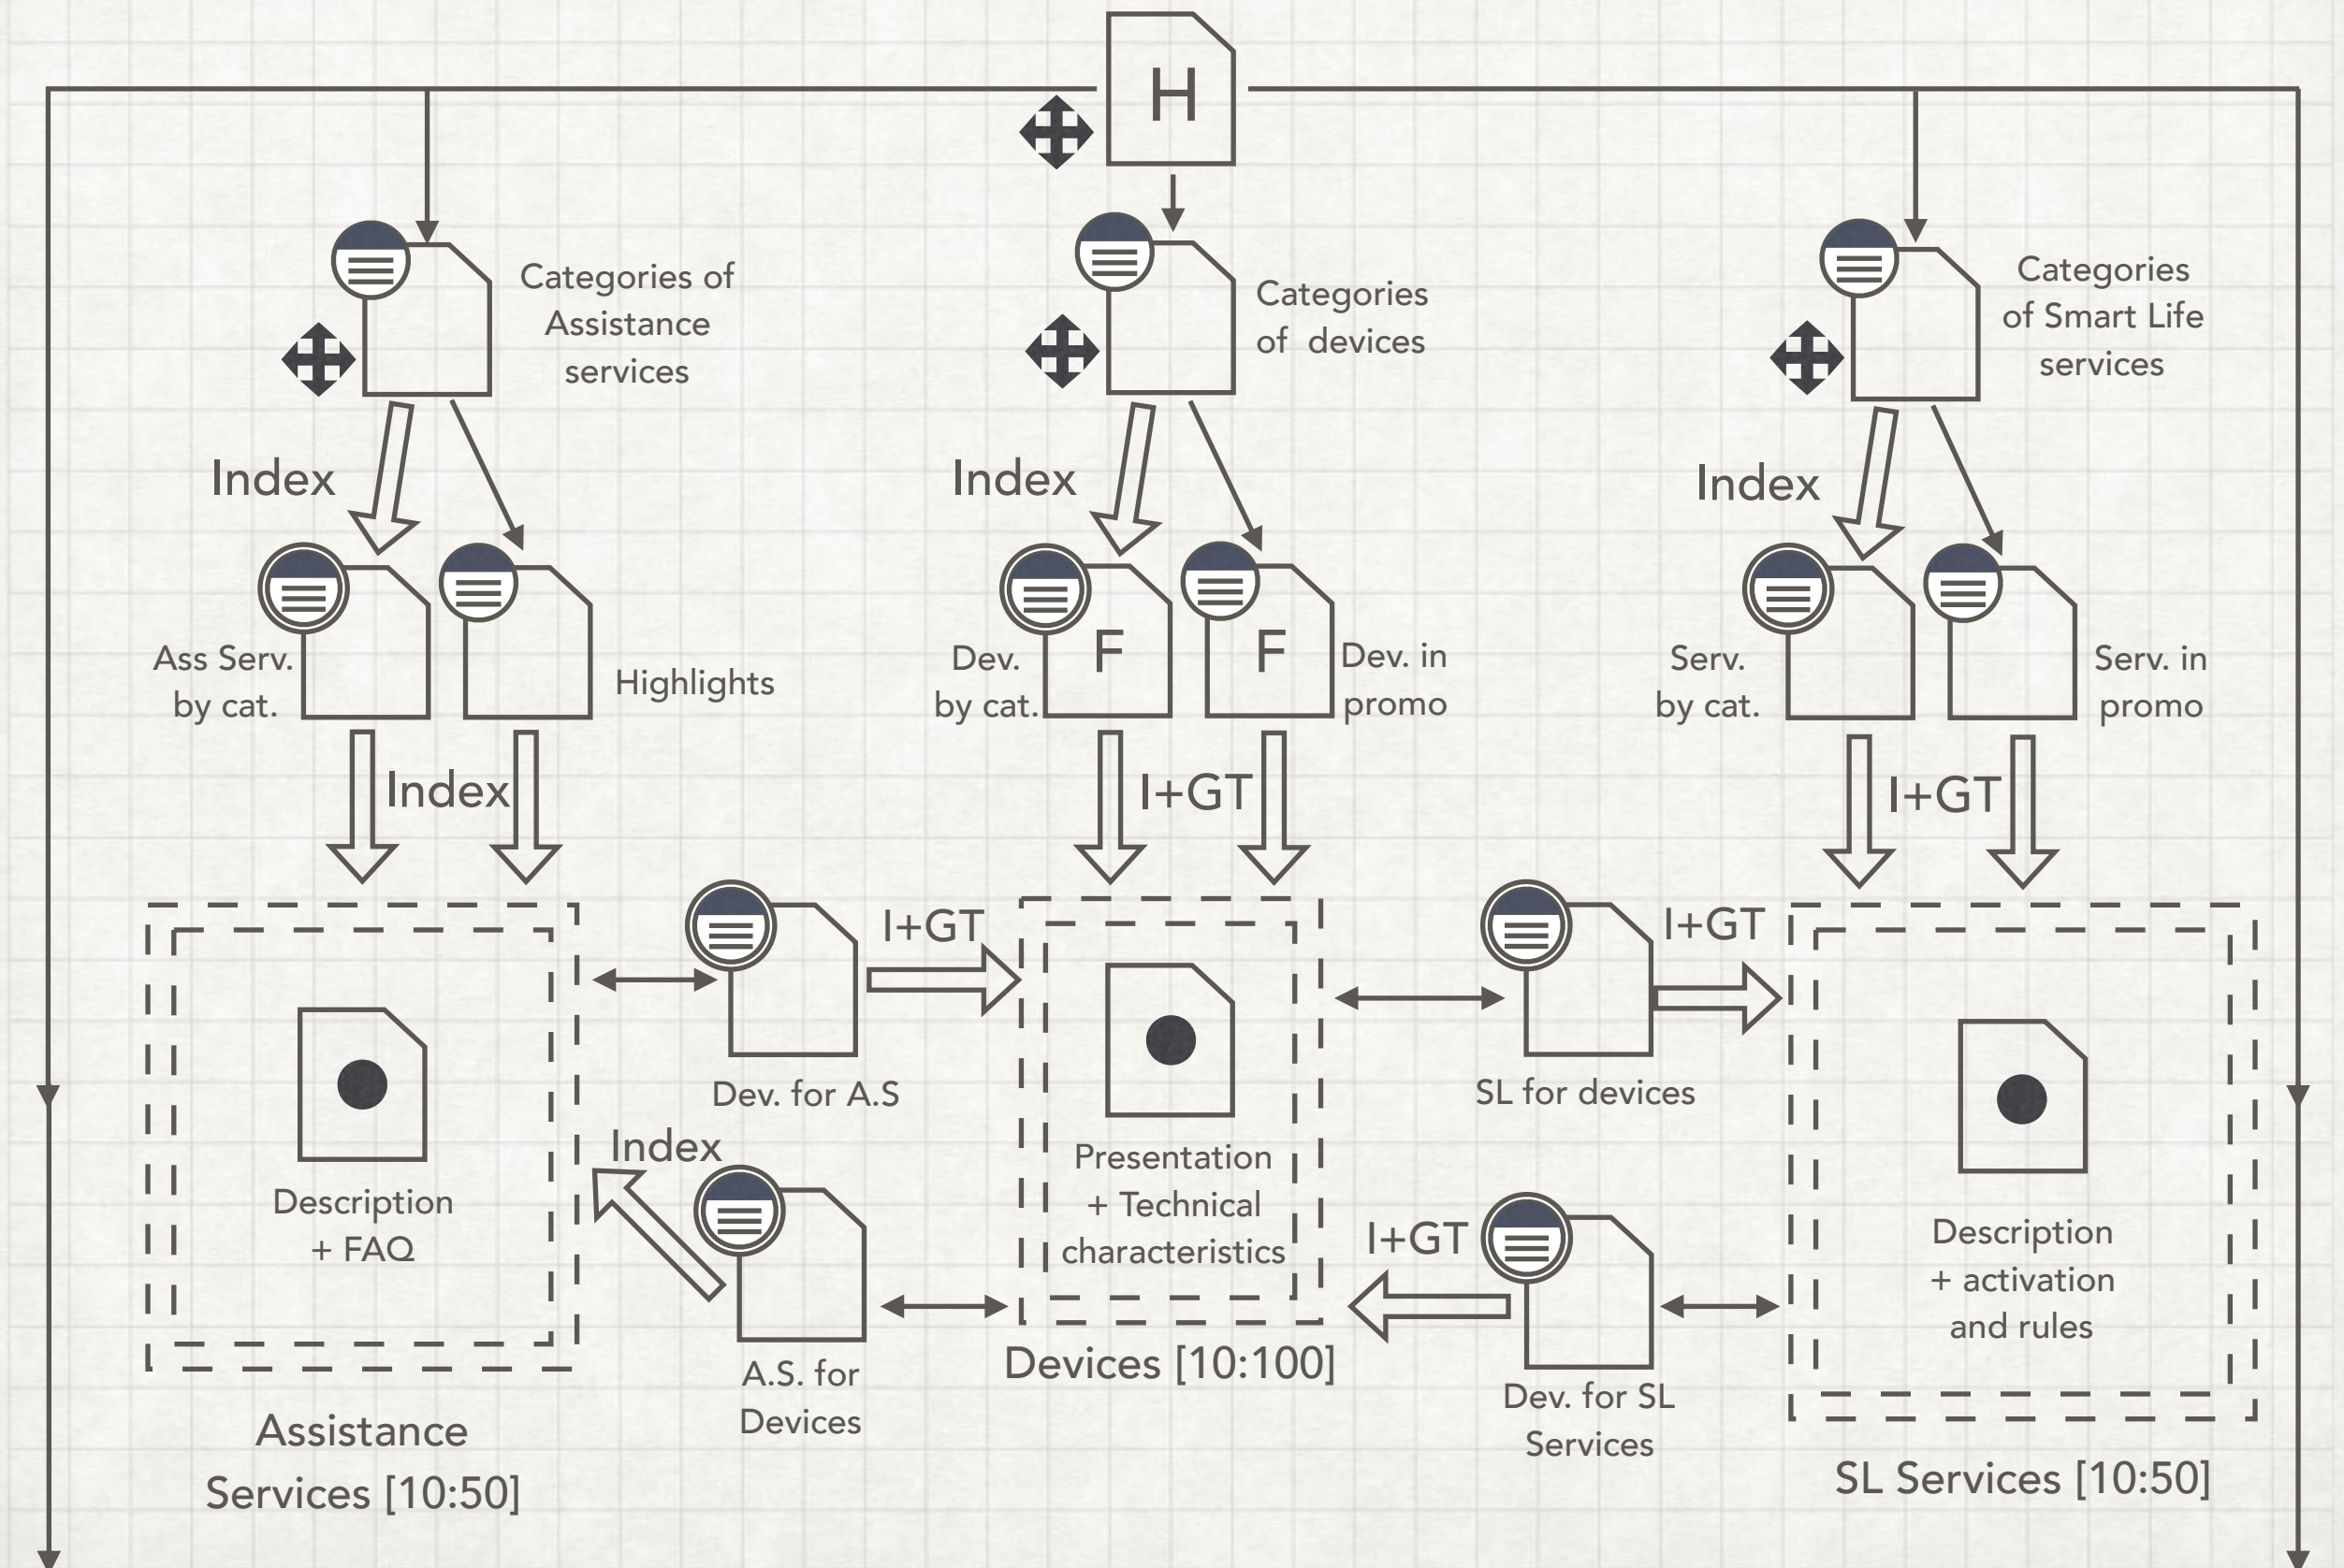 H
Categories of
Assistance
services
Categories
of devices
Categories
of Smart Life
services
Index
Index
Index
Ass Serv.
by cat.
Highlights
Dev.
by cat.
F
F
Dev. in
promo
Serv.
by cat.
Serv. in
promo
Index
I+GT
I+GT
I+GT
I+GT
Dev. for A.S
SL for devices
Index
Description
+ FAQ
Presentation
+ Technical
characteristics
I+GT
Description
+ activation
and rules
A.S. for
Devices
Devices [10:100]
Dev. for SL
Services
Assistance
Services [10:50]
SL Services [10:50]